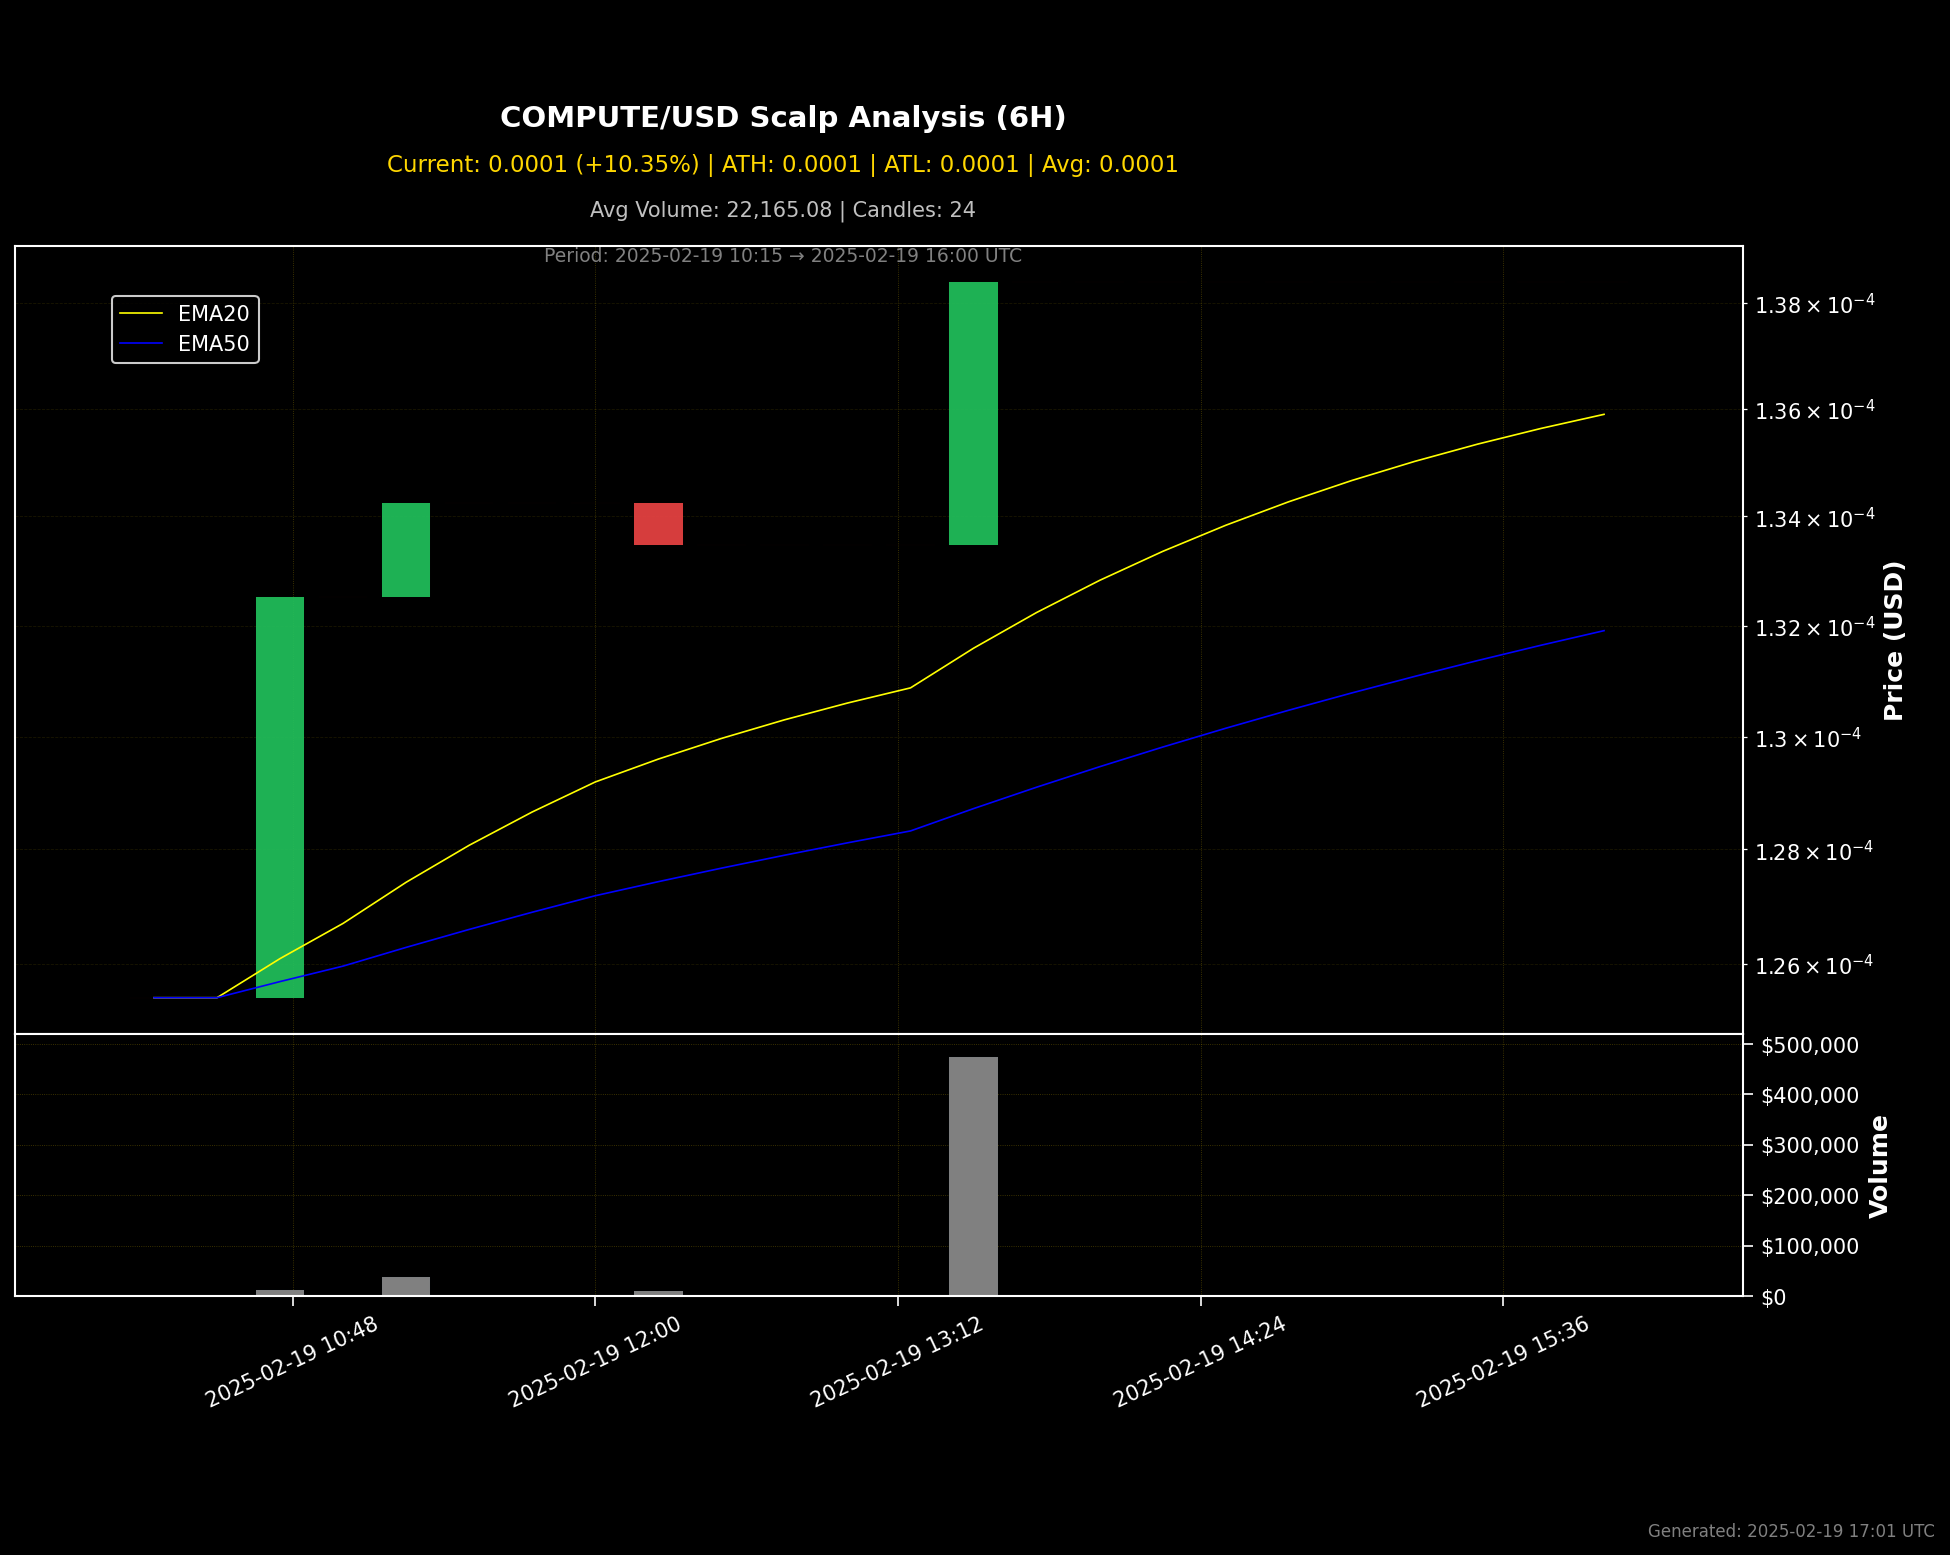 COMPUTE/USD Scalp Analysis (6H)
Current: 0.0001 (+10.35%) | ATH: 0.0001 | ATL: 0.0001 | Avg: 0.0001
Avg Volume: 22,165.08 | Candles: 24
Period: 2025-02-19 10:15 → 2025-02-19 16:00 UTC
EMA20
EMA50
1.38 × 10⁻⁴
1.36 × 10⁻⁴
1.34 × 10⁻⁴
1.32 × 10⁻⁴
1.3 × 10⁻⁴
1.28 × 10⁻⁴
1.26 × 10⁻⁴
Price (USD)
$500,000
$400,000
$300,000
$200,000
$100,000
$0
Volume
2025-02-19 10:48
2025-02-19 12:00
2025-02-19 13:12
2025-02-19 14:24
2025-02-19 15:36
Generated: 2025-02-19 17:01 UTC